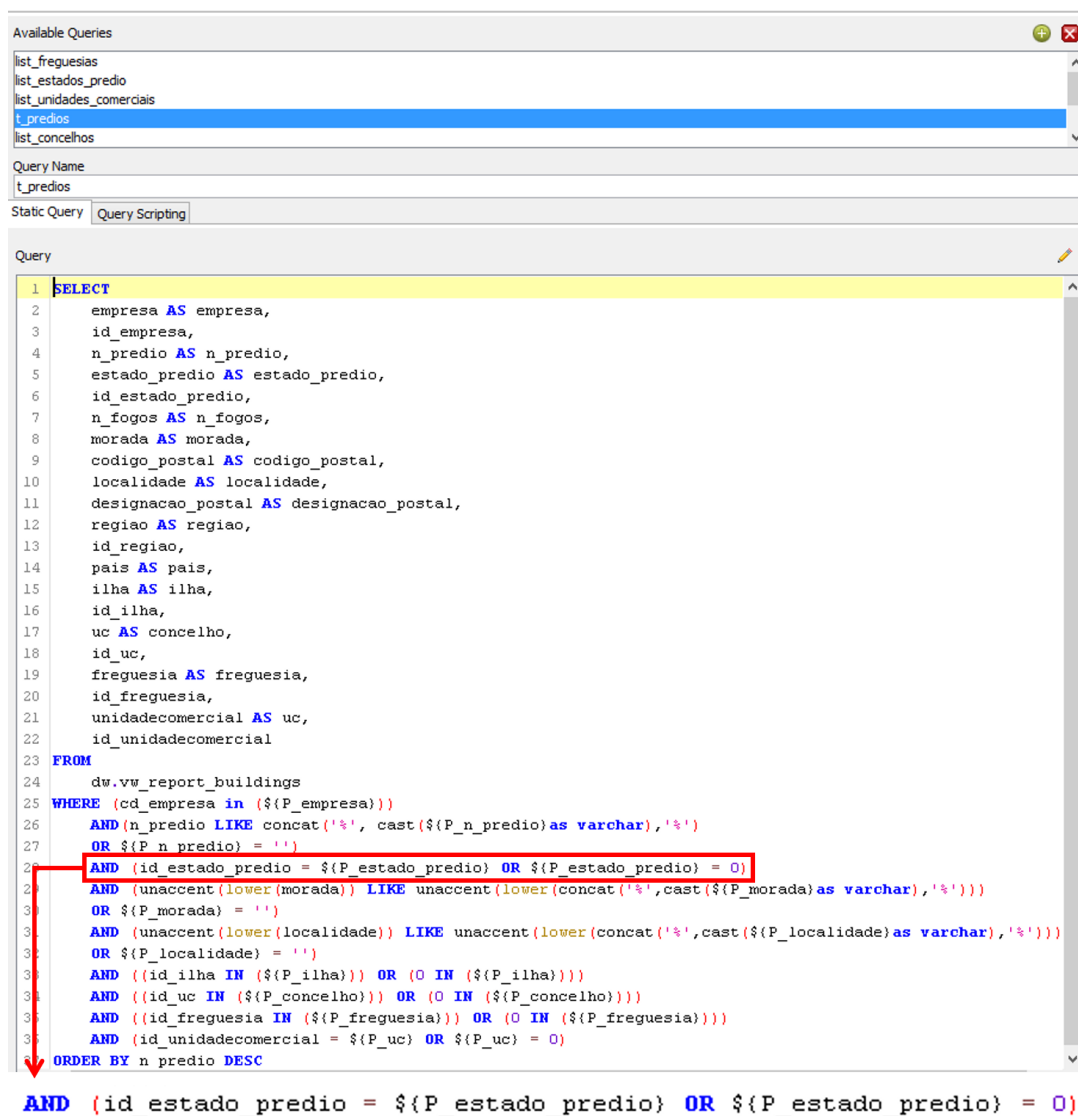 Available Queries
list_freguesias
list_estados_predio
list_unidades_comerciais
t_predios
list_concelhos
Query Name
t_predios
Static Query Query Scripting
Query
1 SELECT
2 empresa AS empresa,
3 id_empresa,
4 n_predio AS n_predio,
5 estado_predio AS estado_predio,
6 id_estado_predio,
7 n_fogos AS n_fogos,
8 morada AS morada,
9 codigo_postal AS codigo_postal,
10 localidade AS localidade,
11 designacao_postal AS designacao_postal,
12 regiao AS regiao,
13 id_regiao,
14 pais AS pais,
15 ilha AS ilha,
16 id_ilha,
17 uc AS concelho,
18 id_uc,
19 freguesia AS freguesia,
20 id_freguesia,
21 unidadecomercial AS uc,
22 id_unidadecomercial
23 FROM
24 dw.vw_report_buildings
25 WHERE (cd_empresa in (${P_empresa}))
26 AND(n_predio LIKE concat('%', cast(${P_n_predio}as varchar),'%')
27 OR ${P_n_predio} = '')
2 AND (id_estado_predio = ${P_estado_predio} OR ${P_estado_predio} = 0)
2 AND (unaccent(lower(morada)) LIKE unaccent(lower(concat('%',cast(${P_morada}as varchar),'%')))
3 OR ${P_morada} = '')
3 AND (unaccent(lower(localidade)) LIKE unaccent(lower(concat('%',cast(${P_localidade}as varchar),'%')))
3 OR ${P_localidade} = '')
3 AND ((id_ilha IN (${P_ilha})) OR (0 IN (${P_ilha})))
3 AND ((id_uc IN (${P_concelho})) OR (0 IN (${P_concelho})))
3 AND ((id_freguesia IN (${P_freguesia})) OR (0 IN (${P_freguesia})))
3 AND (id_unidadecomercial = ${P_uc} OR ${P_uc} = 0)
ORDER BY n_predio DESC
AND (id_estado_predio = ${P_estado_predio} OR ${P_estado_predio} = 0)